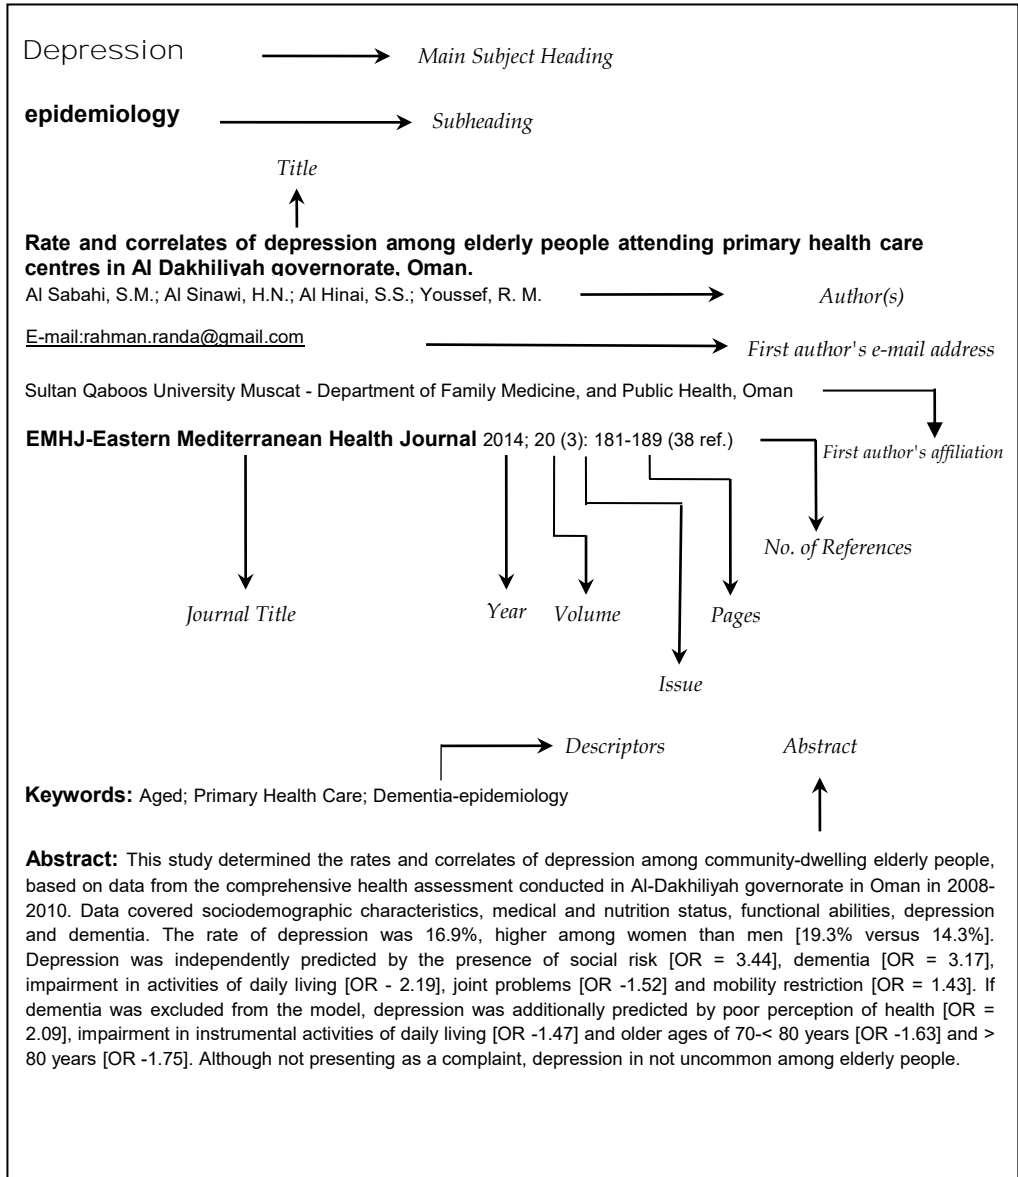 Depression Main Subject Heading
epidemiology Subheading
Title
Rate and correlates of depression among elderly people attending primary health care
centres in Al Dakhiliyah governorate, Oman.
Al Sabahi, S.M.; Al Sinawi, H.N.; Al Hinai, S.S.; Youssef, R. M. Author(s)
E-mail:rahman.randa@gmail.com First author's e-mail address
Sultan Qaboos University Muscat - Department of Family Medicine, and Public Health, Oman
EMHJ-Eastern Mediterranean Health Journal 2014; 20 (3): 181-189 (38 ref.)
First author's affiliation
No. of References
Journal Title Year Volume Pages
Issue
Descriptors Abstract
Keywords: Aged; Primary Health Care; Dementia-epidemiology
Abstract: This study determined the rates and correlates of depression among community-dwelling elderly people,
based on data from the comprehensive health assessment conducted in Al-Dakhiliyah governorate in Oman in 2008-
2010. Data covered sociodemographic characteristics, medical and nutrition status, functional abilities, depression
and dementia. The rate of depression was 16.9%, higher among women than men [19.3% versus 14.3%].
Depression was independently predicted by the presence of social risk [OR = 3.44], dementia [OR = 3.17],
impairment in activities of daily living [OR - 2.19], joint problems [OR -1.52] and mobility restriction [OR = 1.43]. If
dementia was excluded from the model, depression was additionally predicted by poor perception of health [OR =
2.09], impairment in instrumental activities of daily living [OR -1.47] and older ages of 70-< 80 years [OR -1.63] and >
80 years [OR -1.75]. Although not presenting as a complaint, depression in not uncommon among elderly people.